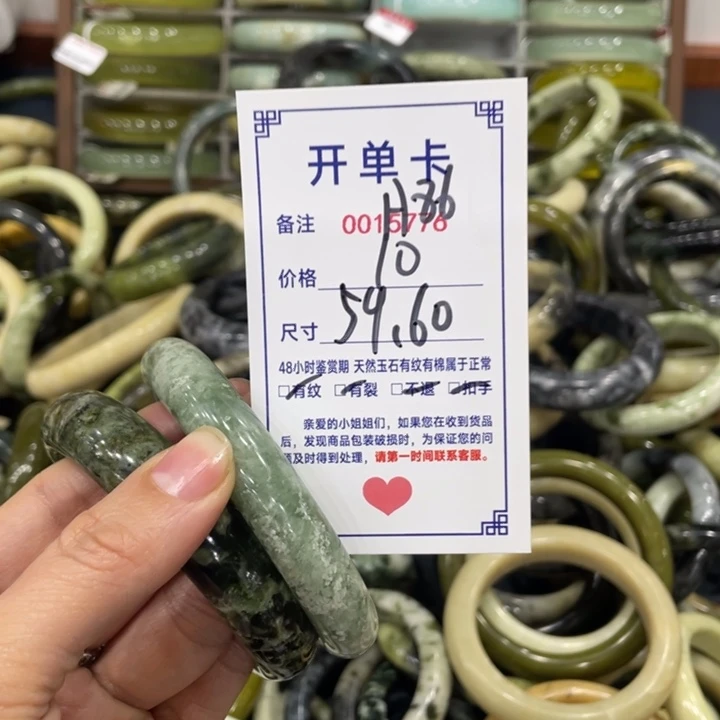 开单卡
H-36
备注 0015778
价格 10
尺寸 59.60
48小时鉴赏期 天然玉石有纹有棉属于正常
□有纹 □有裂 □不退 □扣手
亲爱的小姐姐们，如果您在收到货品
后，发现商品包装破损时，为保证您的问
题及时得到处理，请第一时间联系客服。